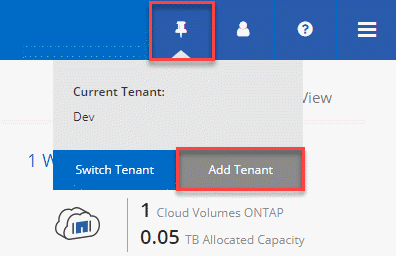 Current Tenant:
Dev
View
1 W
Switch Tenant
Add Tenant
1 Cloud Volumes ONTAP
0.05 TB Allocated Capacity